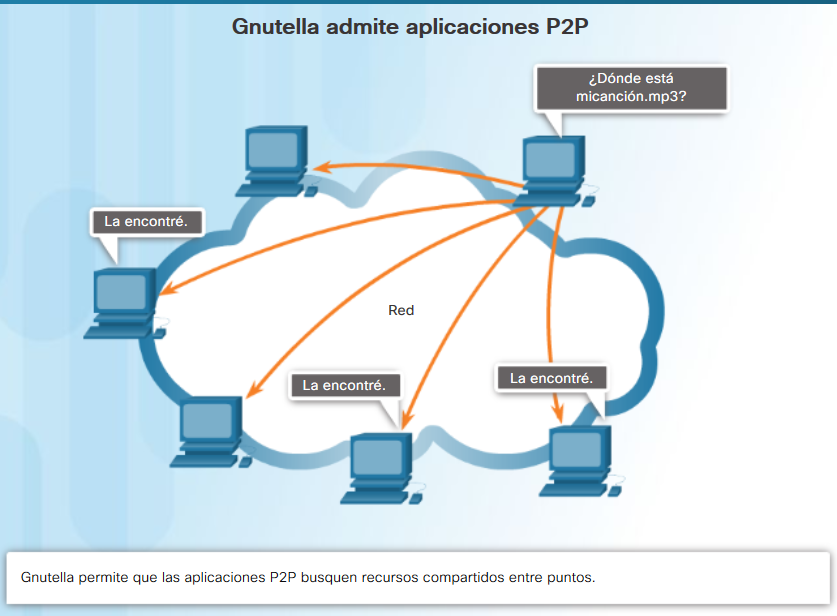 Gnutella admite aplicaciones P2P
¿Dónde está
micanción.mp3?
La encontré.
Red
La encontré.
La encontré.
Gnutella permite que las aplicaciones P2P busquen recursos compartidos entre puntos.